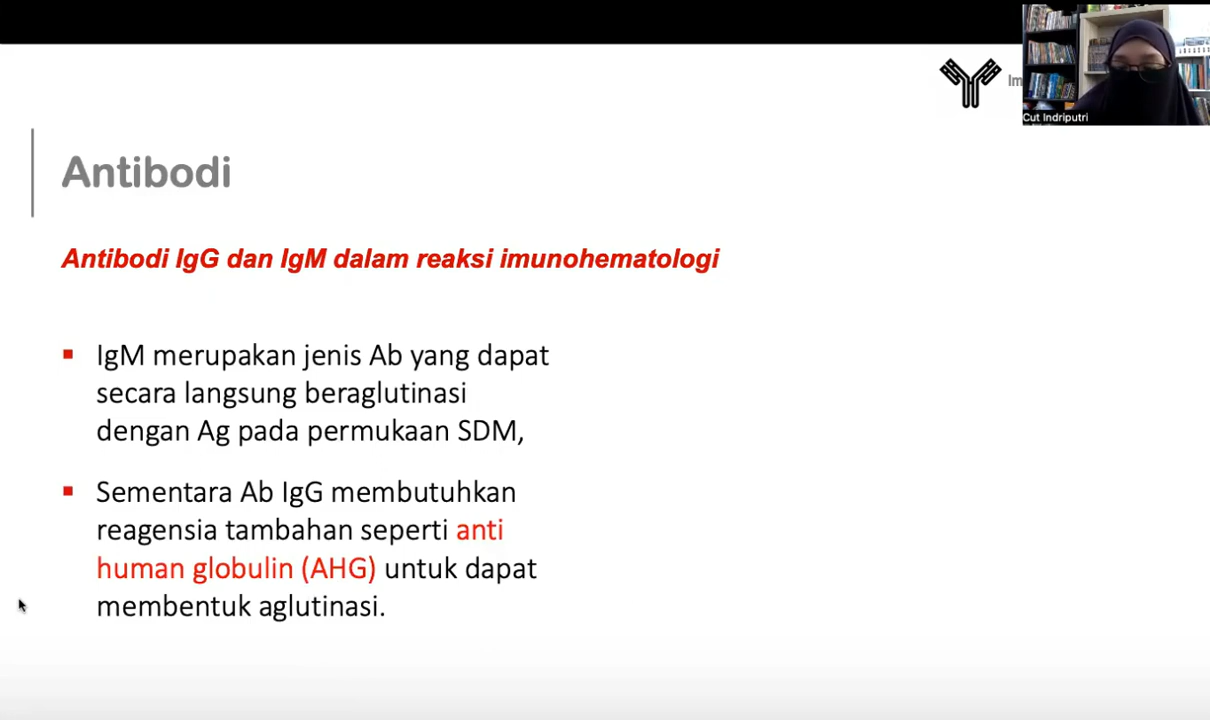 Im
Cut Indriputri
Antibodi
Antibodi IgG dan IgM dalam reaksi imunohematologi
IgM merupakan jenis Ab yang dapat
secara langsung beraglutinasi
dengan Ag pada permukaan SDM,
Sementara Ab IgG membutuhkan
reagensia tambahan seperti anti
human globulin (AHG) untuk dapat
membentuk aglutinasi.